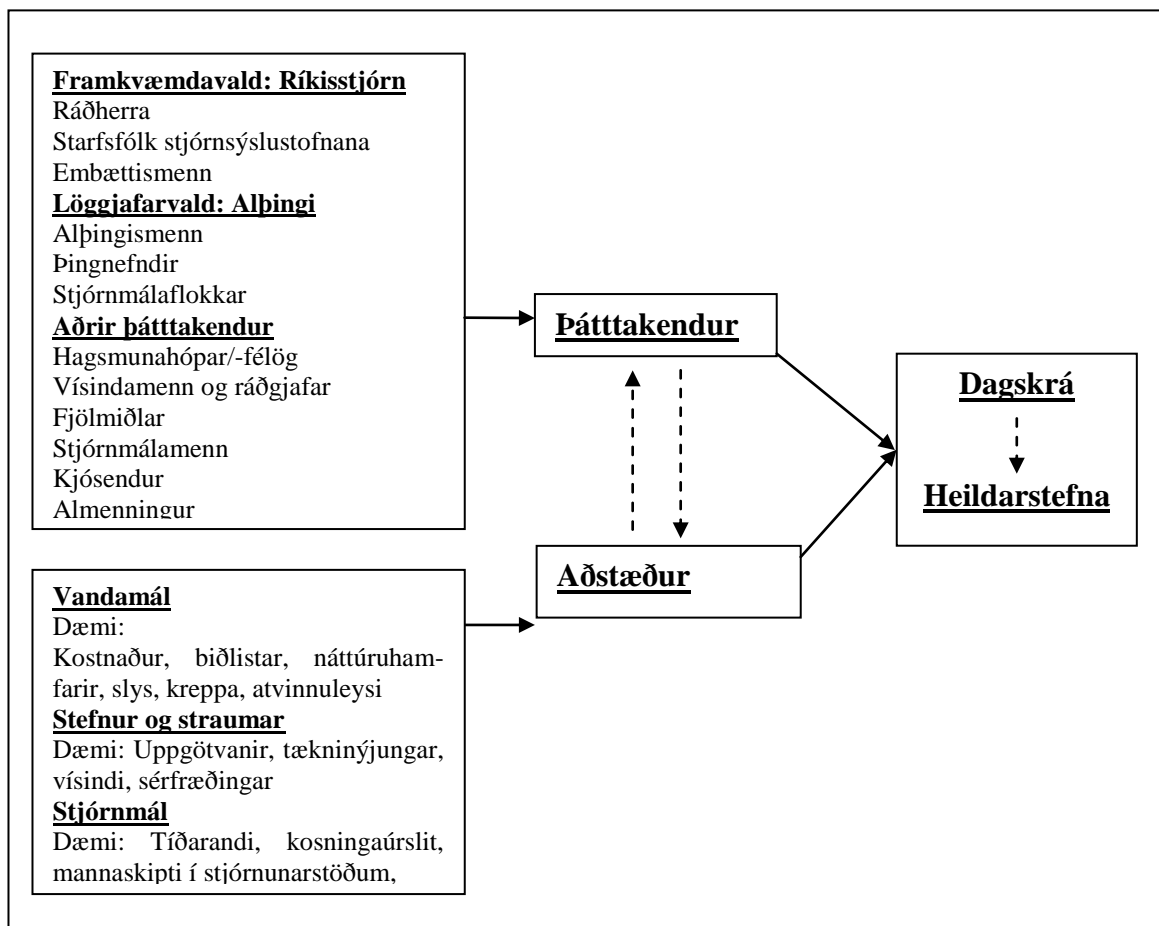 Framkvæmdavald: Ríkisstjórn
Ráðherra
Starfsfólk stjórnsýslustofnana
Embættismenn
Löggjafarvald: Alþingi
Alþingismenn
Þingnefndir
Stjórnmálaflokkar
Aðrir þátttakendur
Hagsmunahópar/-félög
Vísindamenn og ráðgjafar
Fjölmiðlar
Stjórnmálamenn
Kjósendur
Almenningur
Vandamál
Dæmi:
Kostnaður, biðlistar, náttúruham-
farir, slys, kreppa, atvinnuleysi
Stefnur og straumar
Dæmi: Uppgötvanir, tækninýjungar,
vísindi, sérfræðingar
Stjórnmál
Dæmi: Tíðarandi, kosningaúrslit,
mannaskipti í stjórnunarstöðum,
Þátttakendur
Aðstæður
Dagskrá
Heildarstefna